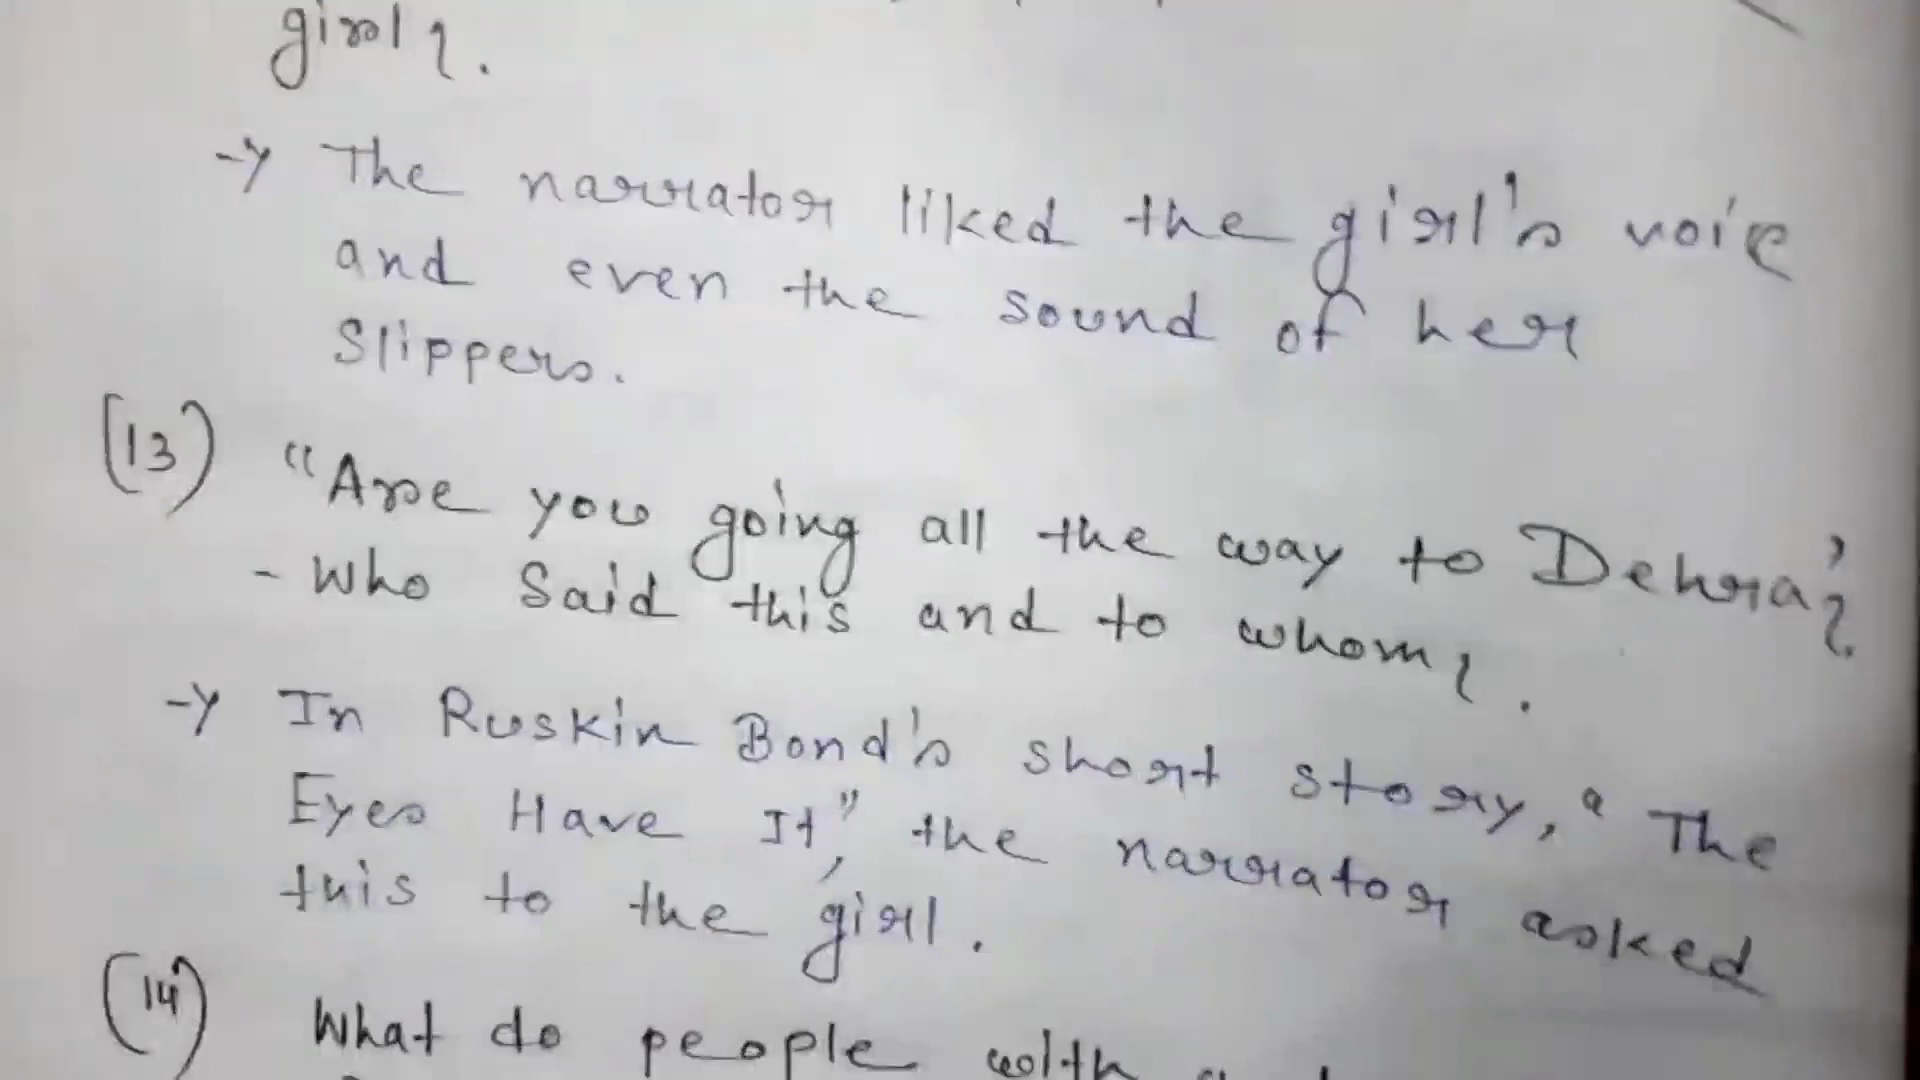 girl?
→ The narrator liked the girl's voice
and even the sound of her
Slippers.
(13) "Are you going all the way to Dehra'?
- Who Said this and to whom?
→ In Ruskin Bond's short story, "The
Eyes Have It", the narrator asked
this to the girl.
(14) What do people with